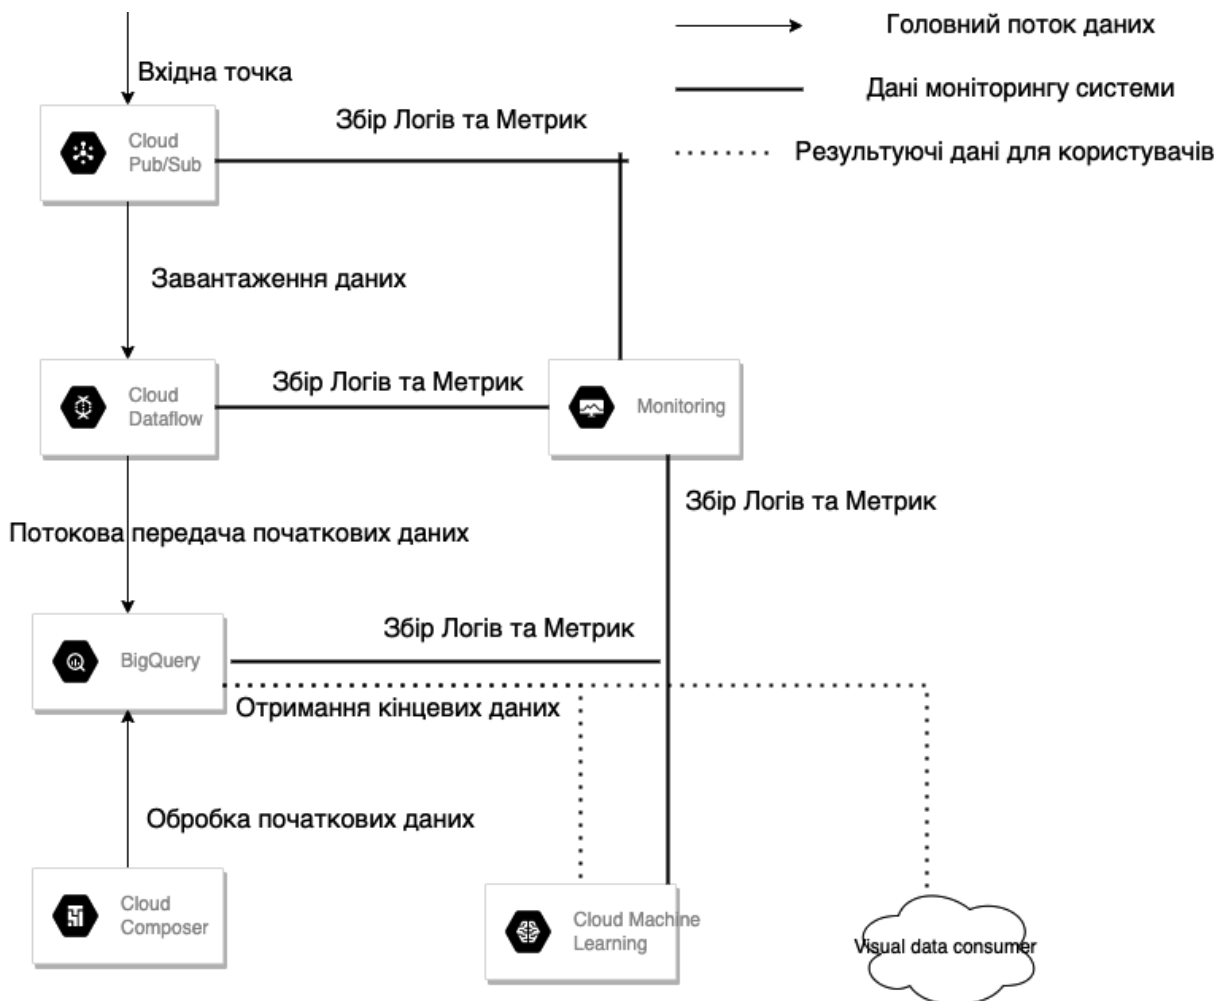 Головний поток даних
Вхідна точка
Дані моніторингу системи
Збір Логів та Метрик
Cloud
Pub/Sub
Результуючі дані для користувачів
Завантаження даних
Збір Логів та Метрик
Cloud
Dataflow
Monitoring
Збір Логів та Метрик
Потокова передача початкових даних
Збір Логів та Метрик
BigQuery
Отримання кінцевих даних
Обробка початкових даних
Cloud
Composer
Cloud Machine
Learning
Visual data consumer